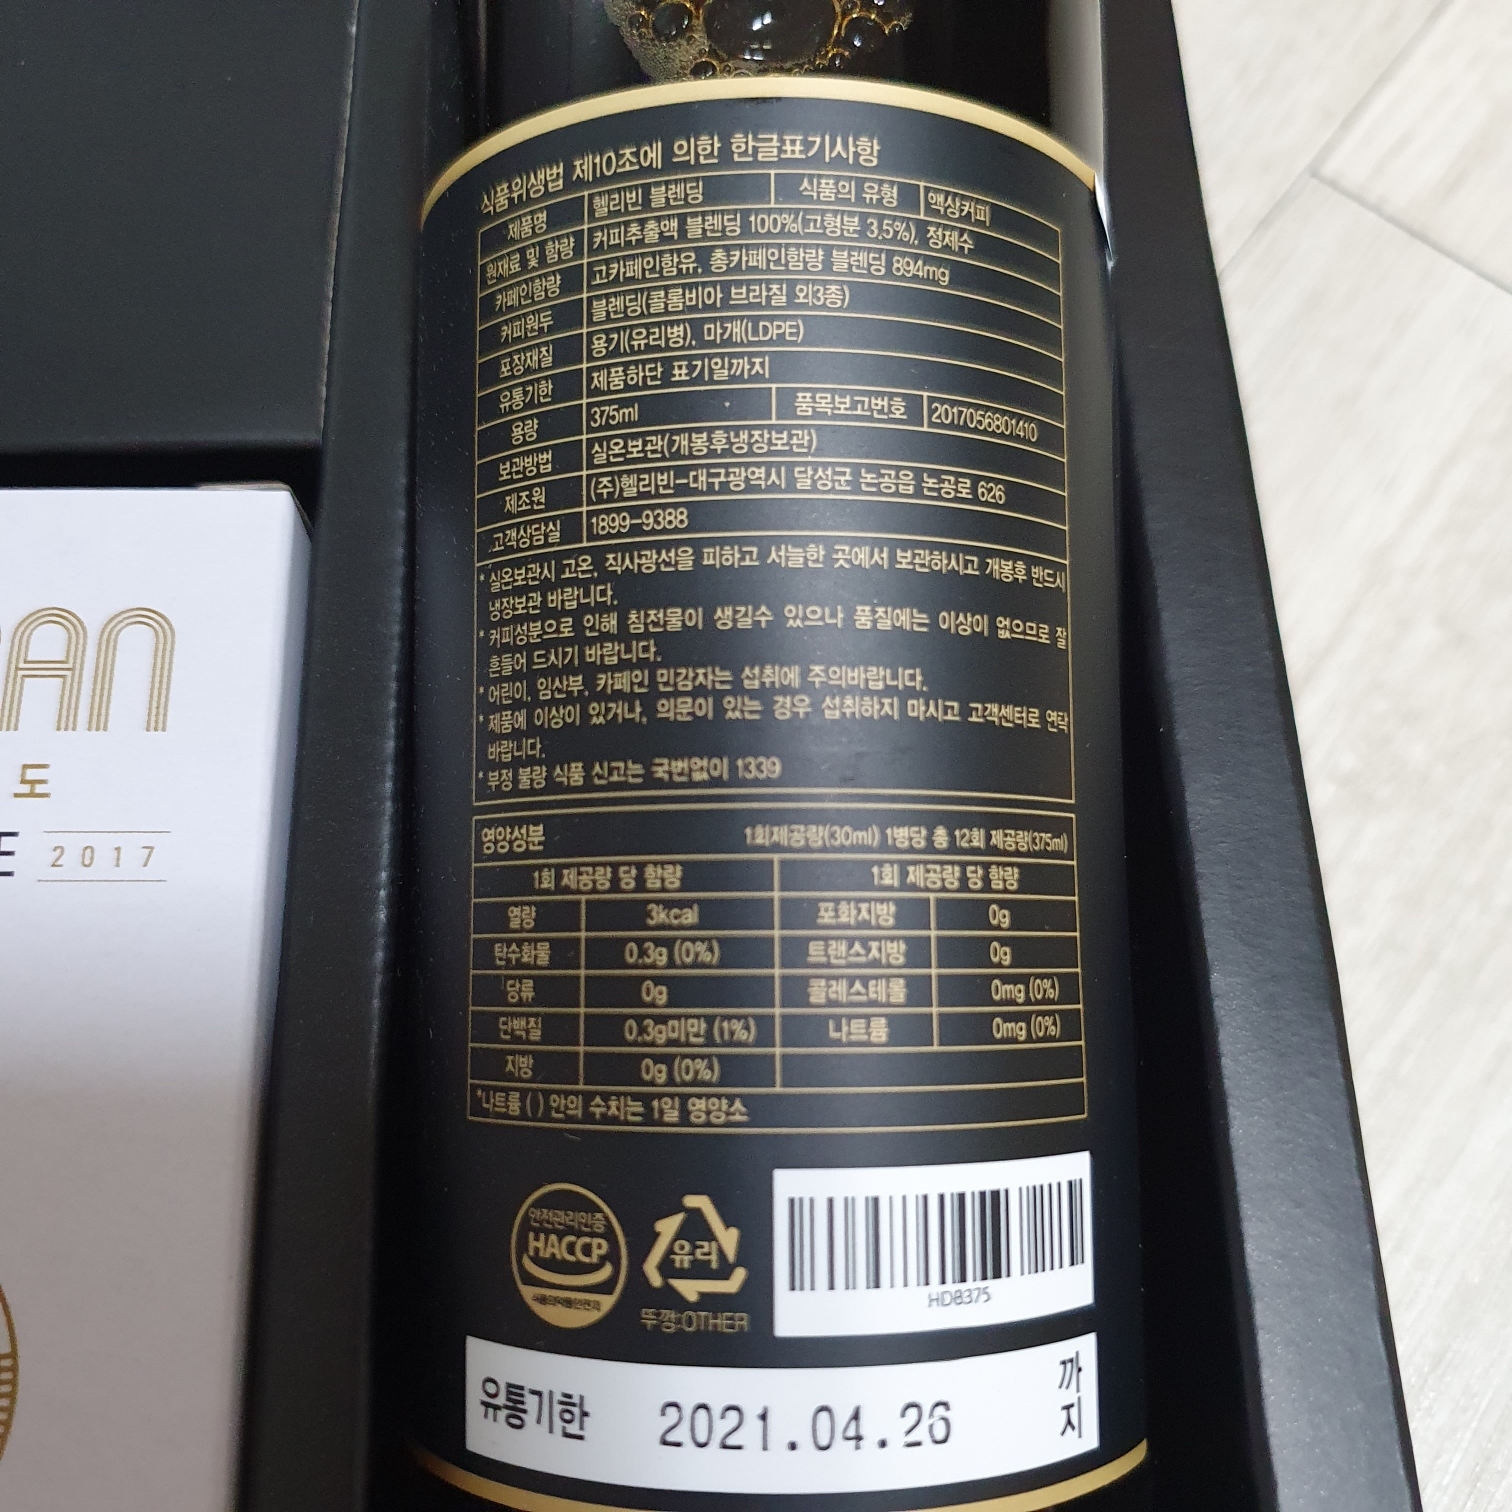 식품위생법 제10조에 의한 한글표기사항
제품명 헬리빈 블렌딩 식품의 유형 액상커피
원재료 및 함량 커피추출액 블렌딩 100%(고형분 3.5%), 정제수
카페인함량 고카페인함유, 총카페인함량 블렌딩 894mg
커피원두 블렌딩(콜롬비아 브라질 외3종)
포장재질 용기(유리병), 마개(LDPE)
유통기한 제품하단 표기일까지
용량 375ml 품목보고번호 2017056801410
보관방법 실온보관(개봉후냉장보관)
제조원 (주)헬리빈-대구광역시 달성군 논공읍 논공로 626
고객상담실 1899-9388
* 실온보관시 고온, 직사광선을 피하고 서늘한 곳에서 보관하시고 개봉후 반드시
냉장보관 바랍니다.
* 커피성분으로 인해 침전물이 생길수 있으나 품질에는 이상이 없으므로 잘
흔들어 드시기 바랍니다.
* 어린이, 임산부, 카페인 민감자는 섭취에 주의바랍니다.
* 제품에 이상이 있거나, 의문이 있는 경우 섭취하지 마시고 고객센터로 연락
바랍니다.
* 부정 불량 식품 신고는 국번없이 1339
영양성분 1회제공량(30ml) 1병당 총 12회 제공량(375ml)
1회 제공량 당 함량 1회 제공량 당 함량
열량 3kcal 포화지방 0g
탄수화물 0.3g (0%) 트랜스지방 0g
당류 0g 콜레스테롤 0mg (0%)
단백질 0.3g미만 (1%) 나트륨 0mg (0%)
지방 0g (0%)
*나트륨 ( ) 안의 수치는 1일 영양소
안전관리인증
HACCP
유리
뚜껑:OTHER
HDB375
유통기한 2021.04.26 까지
도
2017